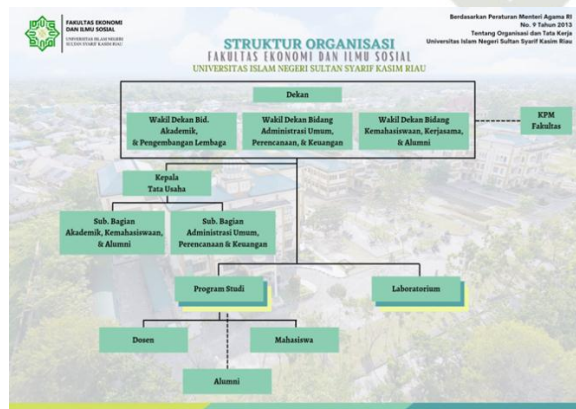 FAKULTAS EKONOMI
DAN ILMU SOSIAL
UNIVERSITAS ISLAM NEGERI
SULTAN SYARIF KASIM RIAU
Berdasarkan Peraturan Menteri Agama RI
No. 9 Tahun 2013
Tentang Organisasi dan Tata Kerja
Universitas Islam Negeri Sultan Syarif Kasim Riau
STRUKTUR ORGANISASI
FAKULTAS EKONOMI DAN ILMU SOSIAL
UNIVERSITAS ISLAM NEGERI SULTAN SYARIF KASIM RIAU
Dekan
Wakil Dekan Bid.
Akademik,
& Pengembangan Lembaga
Wakil Dekan Bidang
Administrasi Umum,
Perencanaan, & Keuangan
Wakil Dekan Bidang
Kemahasiswaan, Kerjasama,
& Alumni
KPM
Fakultas
Kepala
Tata Usaha
Sub. Bagian
Akademik, Kemahasiswaan,
& Alumni
Sub. Bagian
Administrasi Umum,
Perencanaan & Keuangan
Program Studi
Laboratorium
Dosen
Mahasiswa
Alumni